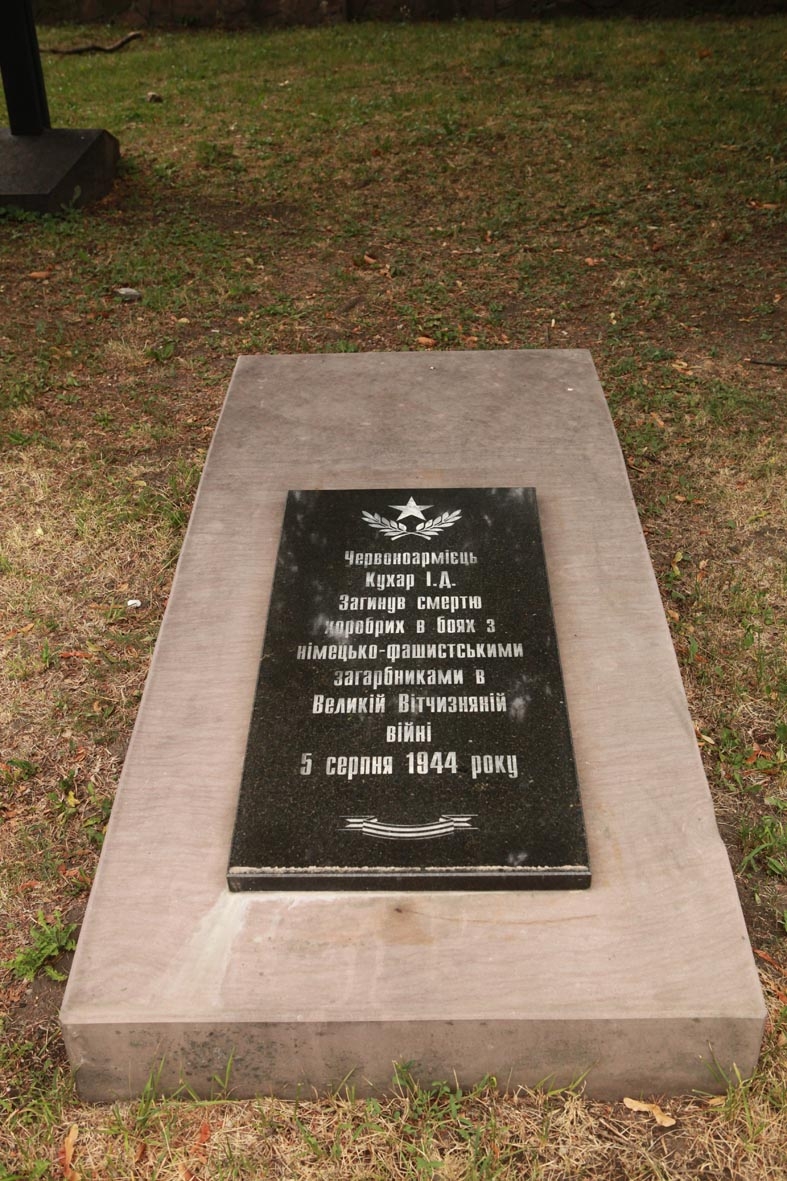 Червоноармієць
Кухар І.Д.
Загинув смертю
хоробрих в боях з
німецько-фашистськими
загарбниками в
Великій Вітчизняній
війні
5 серпня 1944 року